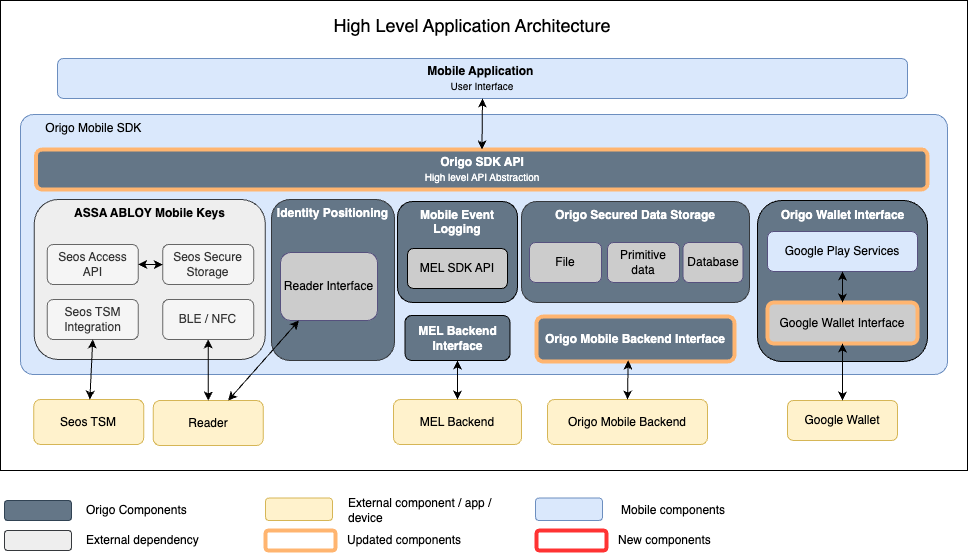 High Level Application Architecture
Mobile Application
User Interface
Origo Mobile SDK
Origo SDK API
High level API Abstraction
ASSA ABLOY Mobile Keys
Seos Access
API
Seos Secure
Storage
Seos TSM
Integration
BLE / NFC
Identity Positioning
Reader Interface
Mobile Event
Logging
MEL SDK API
MEL Backend
Interface
Origo Secured Data Storage
File
Primitive
data
Database
Origo Mobile Backend Interface
Origo Wallet Interface
Google Play Services
Google Wallet Interface
Seos TSM
Reader
MEL Backend
Origo Mobile Backend
Google Wallet
Origo Components
External component / app /
device
Mobile components
External dependency
Updated components
New components